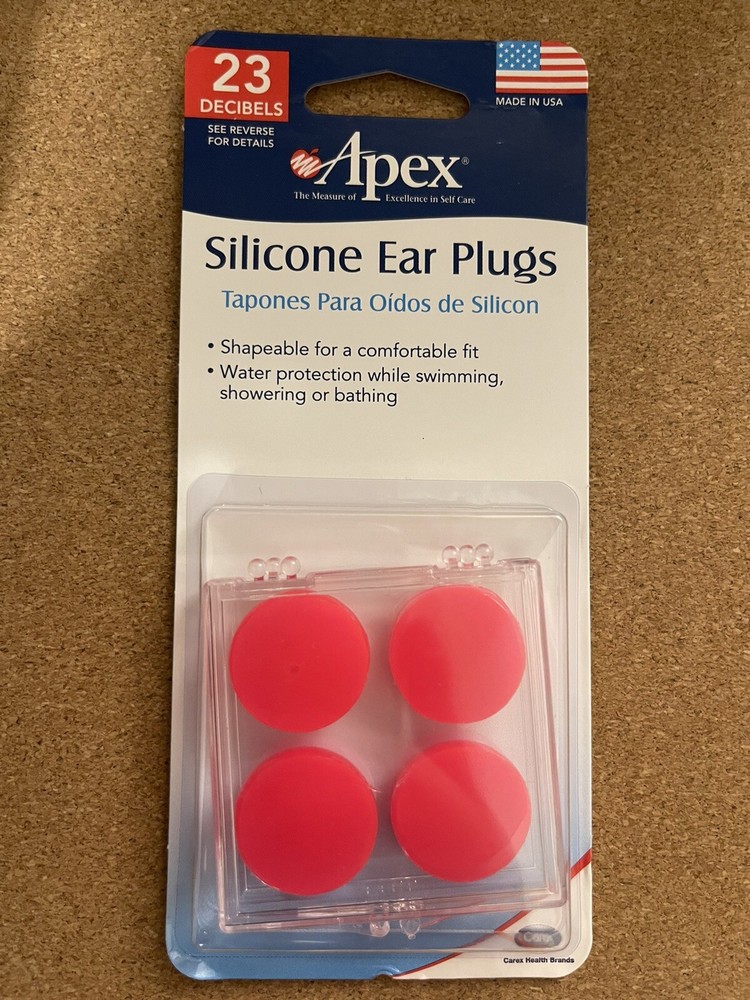 23
DECIBELS
SEE REVERSE
FOR DETAILS
MADE IN USA
Apex®
The Measure of Excellence in Self Care
Silicone Ear Plugs
Tapones Para Oídos de Silicon
• Shapeable for a comfortable fit
• Water protection while swimming,
showering or bathing
Carex
Carex Health Brands